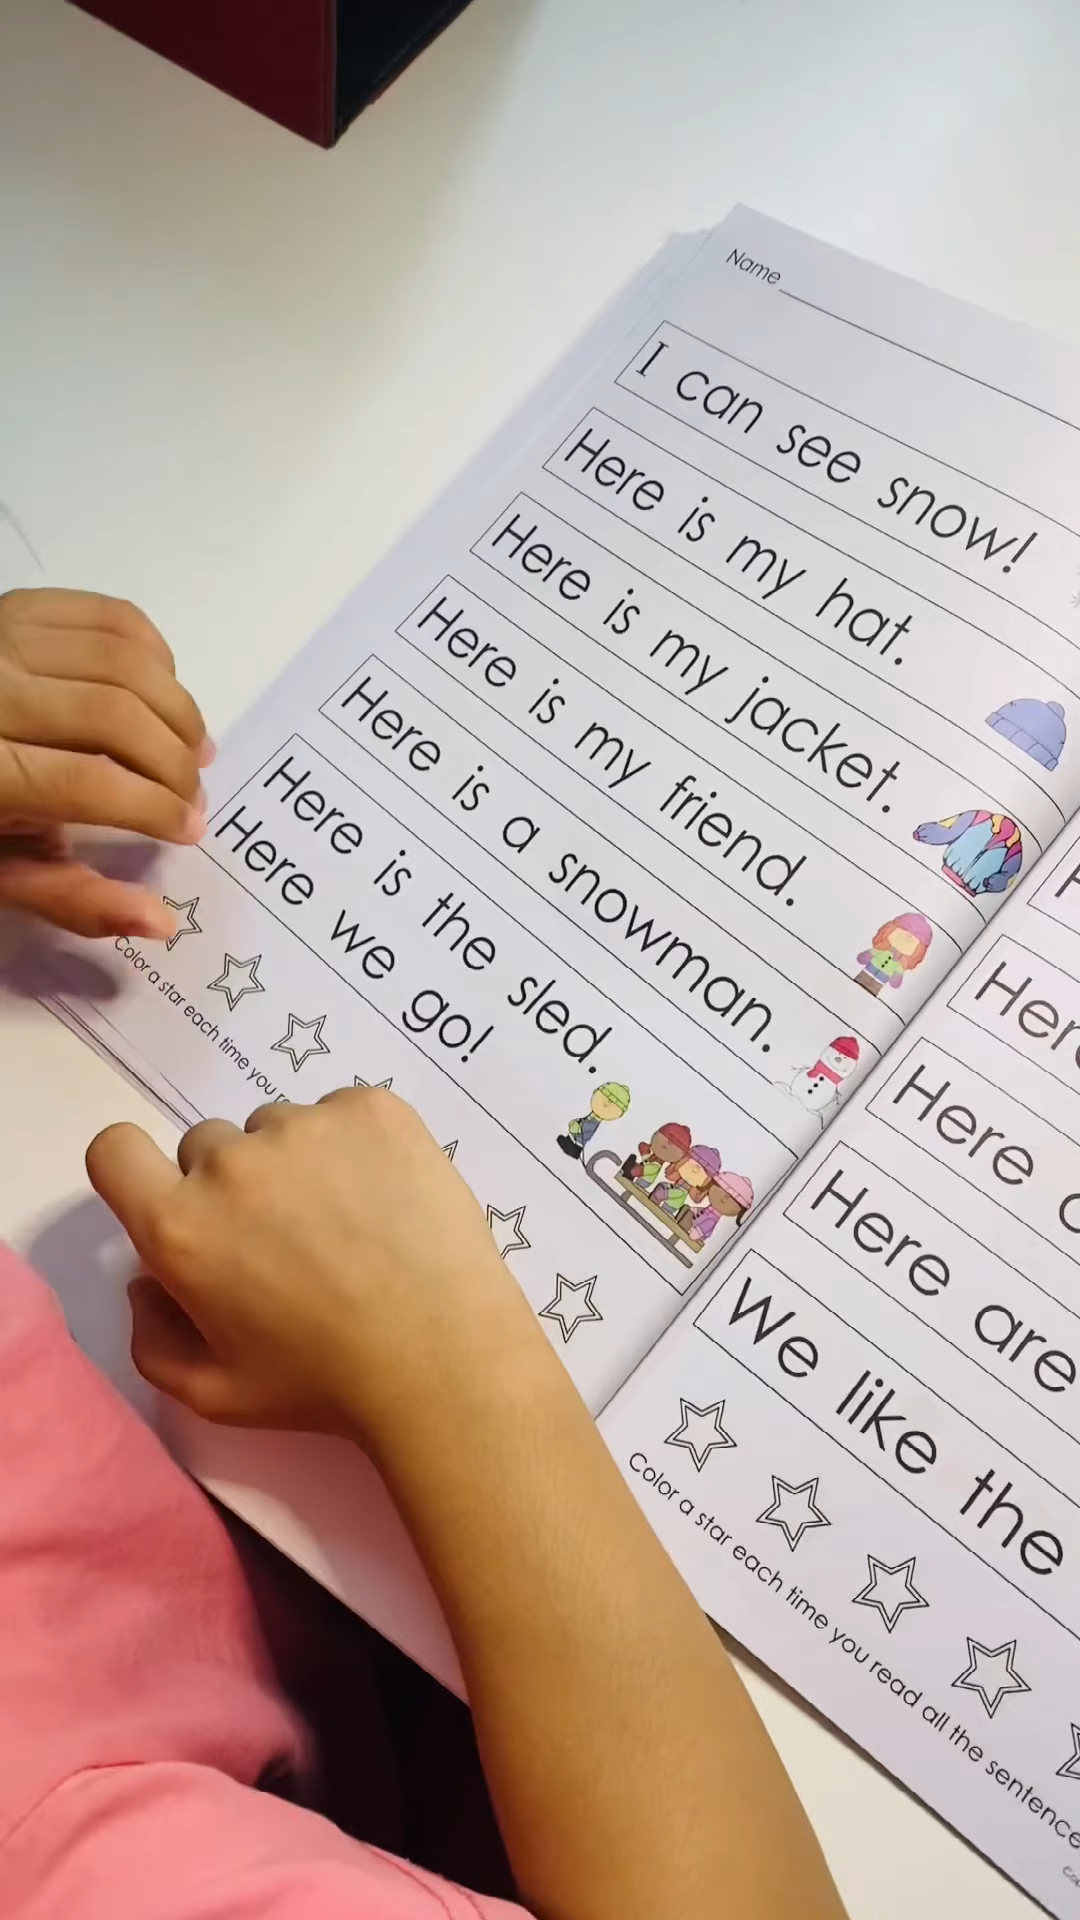 Name
I can see snow!
Here is my hat.
Here is my jacket.
Here is my friend.
Here is a snowman.
Here is the sled.
Here we go!
Color a star each time you
Here
Here are
We like the
Color a star each time you read all the